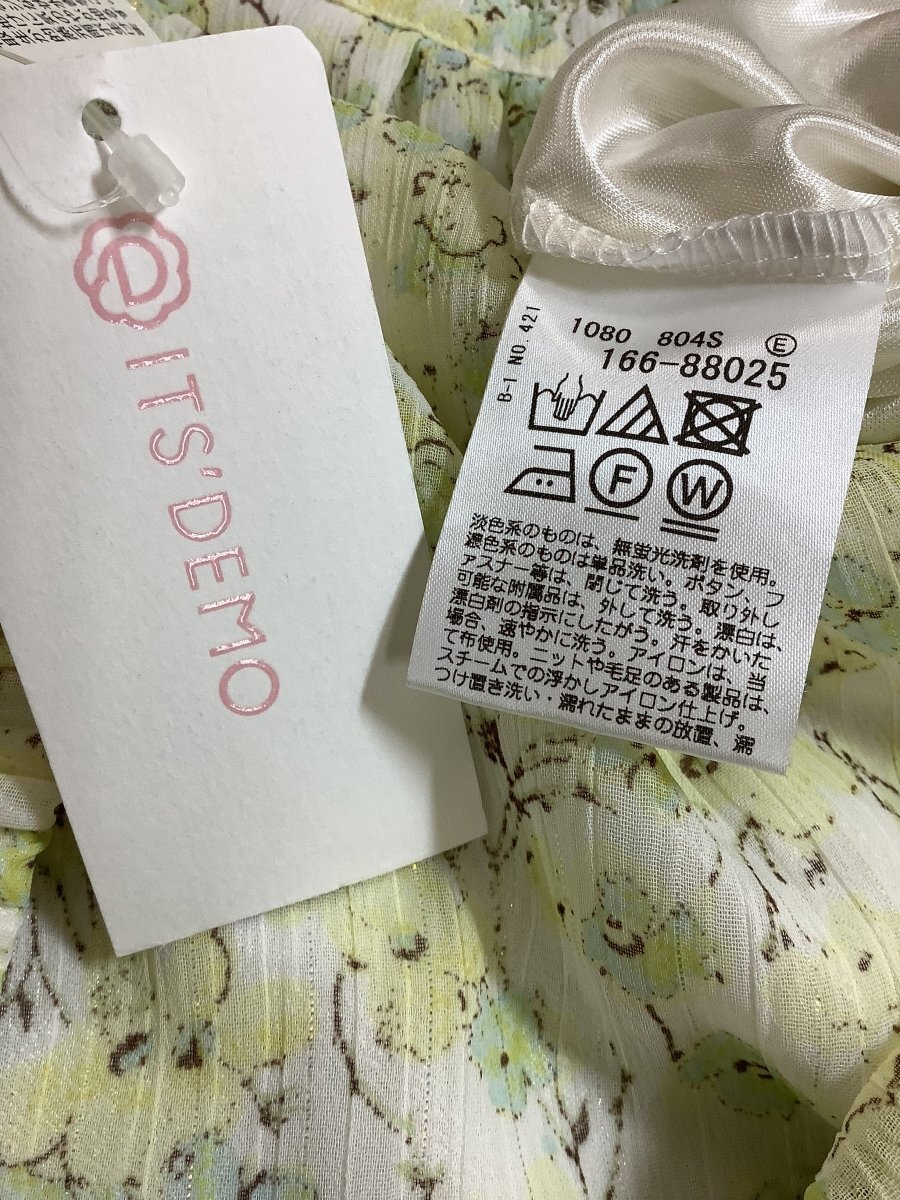 ITS'DEMO
B-1 NO.421
1080 804S Ⓔ
166-88025
F
W
淡色系のものは、無蛍光洗剤を使用。
濃色系のものは単品洗い。ボタン、フ
アスナー等は、閉じて洗う。取り外し
可能な附属品は、外して洗う。漂白は、
漂白剤の指示にしたがう。汗をかいた
場合、速やかに洗う。アイロンは、当
て布使用。ニットや毛足のある製品は、
スチームでの浮かしアイロン仕上げ。
つけ置き洗い・濡れたままの放置、濡